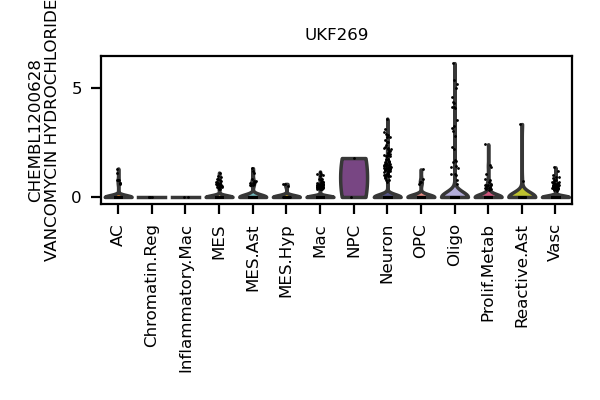 UKF269
CHEMBL1200628
VANCOMYCIN HYDROCHLORIDE
5
0
AC
Chromatin.Reg
Inflammatory.Mac
MES
MES.Ast
MES.Hyp
Mac
NPC
Neuron
OPC
Oligo
Prolif.Metab
Reactive.Ast
Vasc